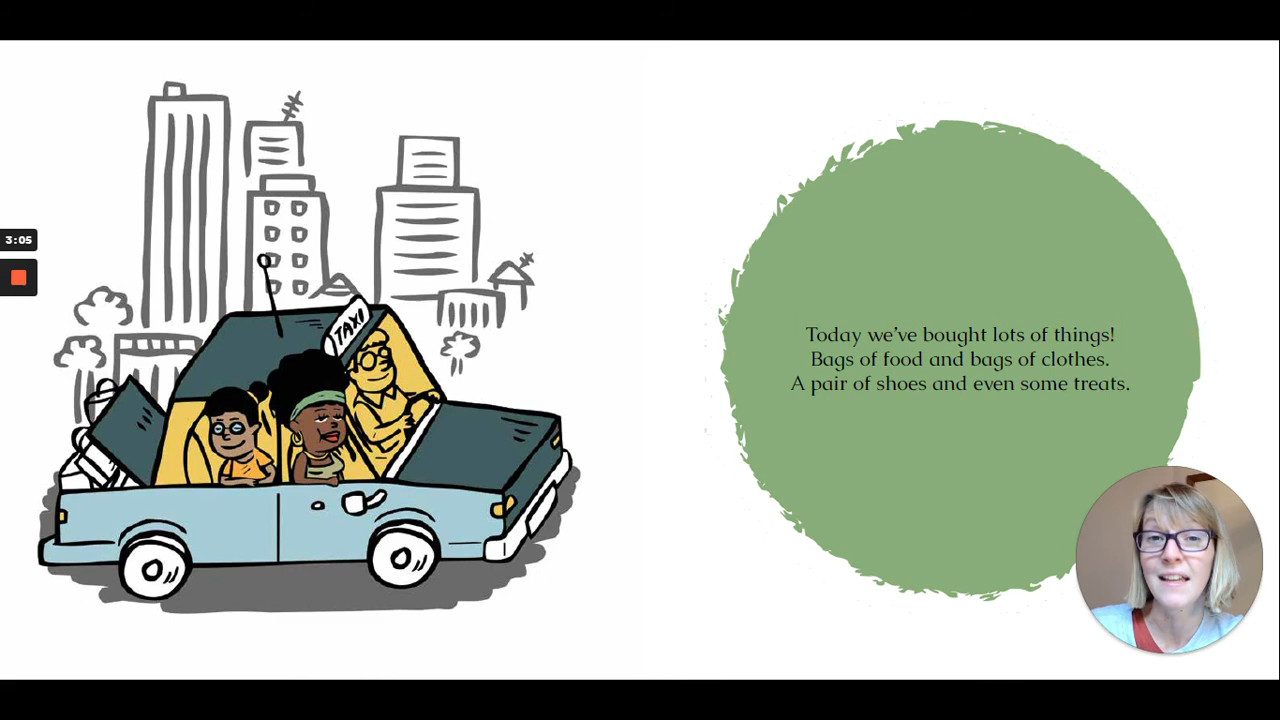 3:05
TAXI
Today we've bought lots of things!
Bags of food and bags of clothes.
A pair of shoes and even some treats.